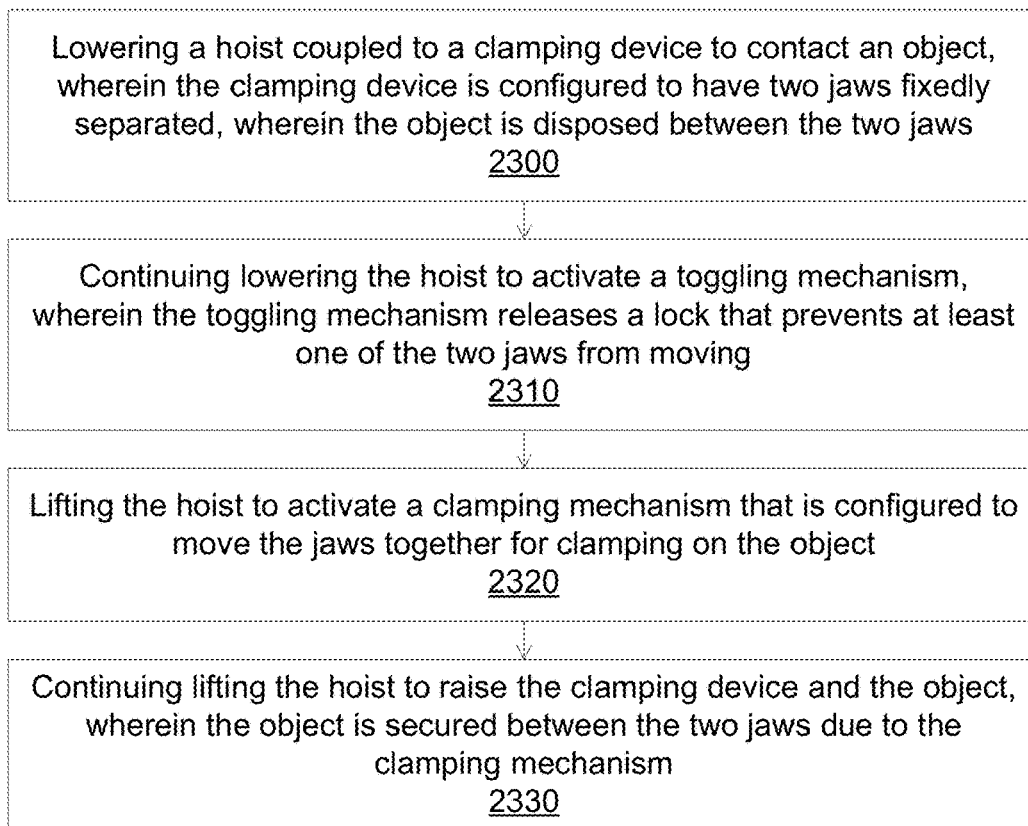 Lowering a hoist coupled to a clamping device to contact an object,
wherein the clamping device is configured to have two jaws fixedly
separated, wherein the object is disposed between the two jaws
2300
Continuing lowering the hoist to activate a toggling mechanism,
wherein the toggling mechanism releases a lock that prevents at least
one of the two jaws from moving
2310
Lifting the hoist to activate a clamping mechanism that is configured to
move the jaws together for clamping on the object
2320
Continuing lifting the hoist to raise the clamping device and the object,
wherein the object is secured between the two jaws due to the
clamping mechanism
2330